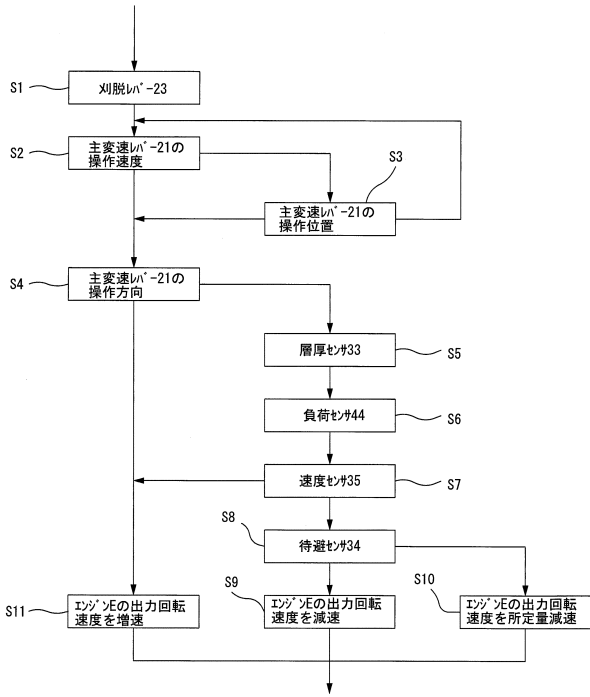 S1
刈脱ﾚﾊﾞｰ23
S2
主変速ﾚﾊﾞｰ21の
操作速度
S3
主変速ﾚﾊﾞｰ21の
操作位置
S4
主変速ﾚﾊﾞｰ21の
操作方向
層厚ｾﾝｻ33
S5
負荷ｾﾝｻ44
S6
速度ｾﾝｻ35
S7
S8
待避ｾﾝｻ34
S11
ｴﾝｼﾞﾝEの出力回転
速度を増速
S9
ｴﾝｼﾞﾝEの出力回転
速度を減速
S10
ｴﾝｼﾞﾝEの出力回転
速度を所定量減速